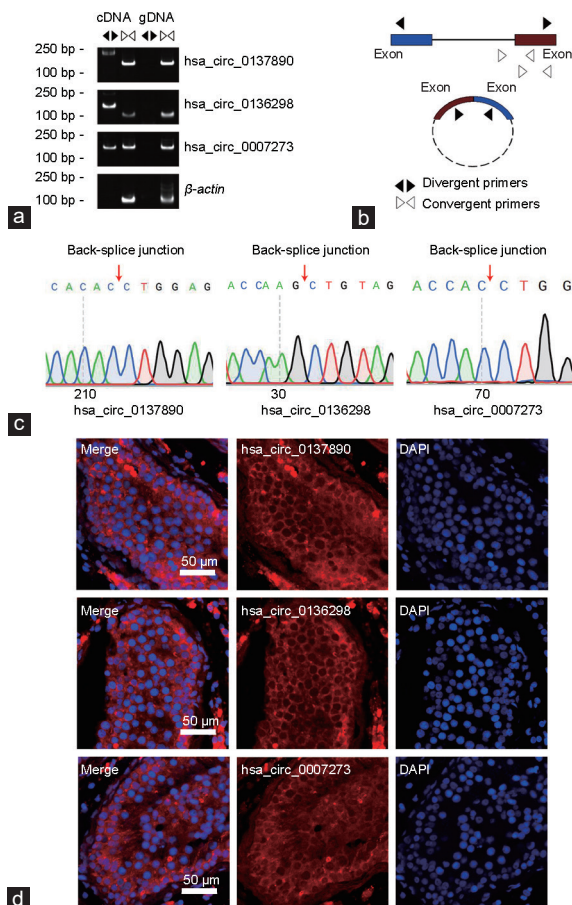 cDNA gDNA
250 bp -
100 bp -
hsa_circ_0137890
250 bp -
100 bp -
hsa_circ_0136298
250 bp -
100 bp -
hsa_circ_0007273
250 bp -
100 bp -
β-actin
a
Exon
Exon
Exon
Exon
Divergent primers
Convergent primers
b
Back-splice junction
Back-splice junction
Back-splice junction
C A C A C C T G G A G
A C C A A G C T G T A G
A C C A C C T G G
210
30
70
hsa_circ_0137890
hsa_circ_0136298
hsa_circ_0007273
c
Merge
hsa_circ_0137890
DAPI
50 μm
Merge
hsa_circ_0136298
DAPI
50 μm
Merge
hsa_circ_0007273
DAPI
50 μm
d